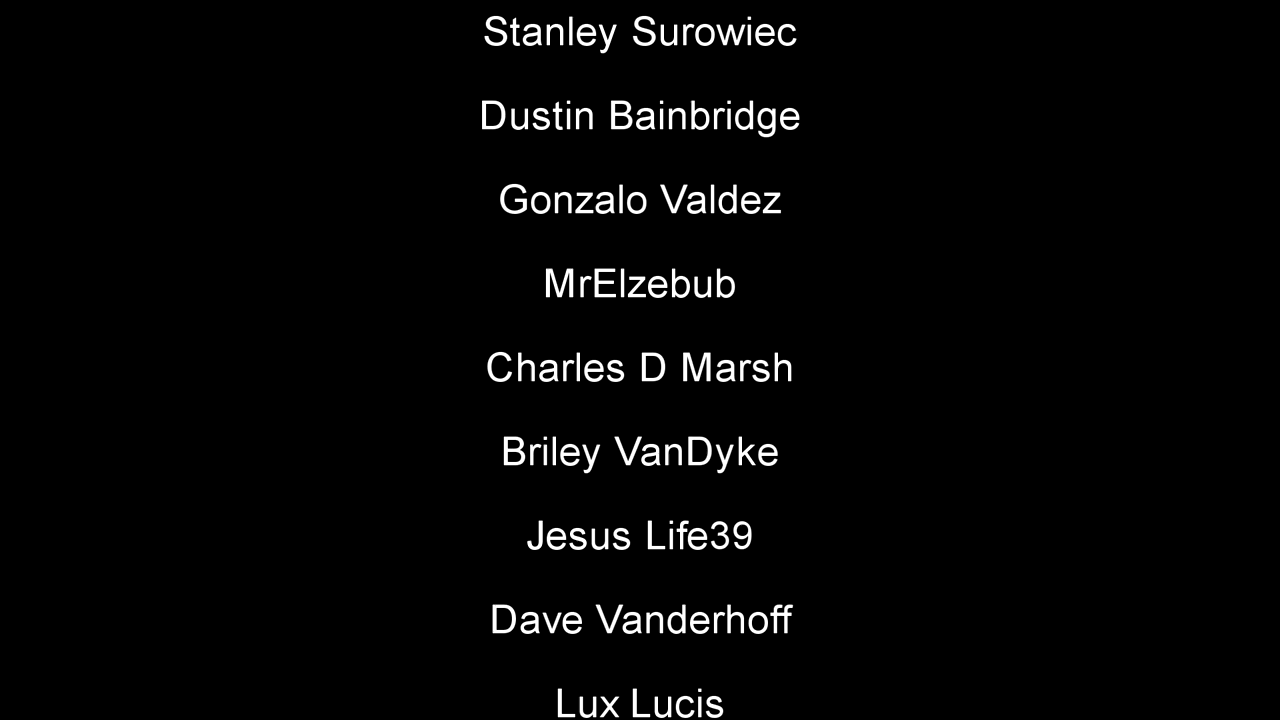 Stanley Surowiec
Dustin Bainbridge
Gonzalo Valdez
MrElzebub
Charles D Marsh
Briley VanDyke
Jesus Life39
Dave Vanderhoff
Lux Lucis